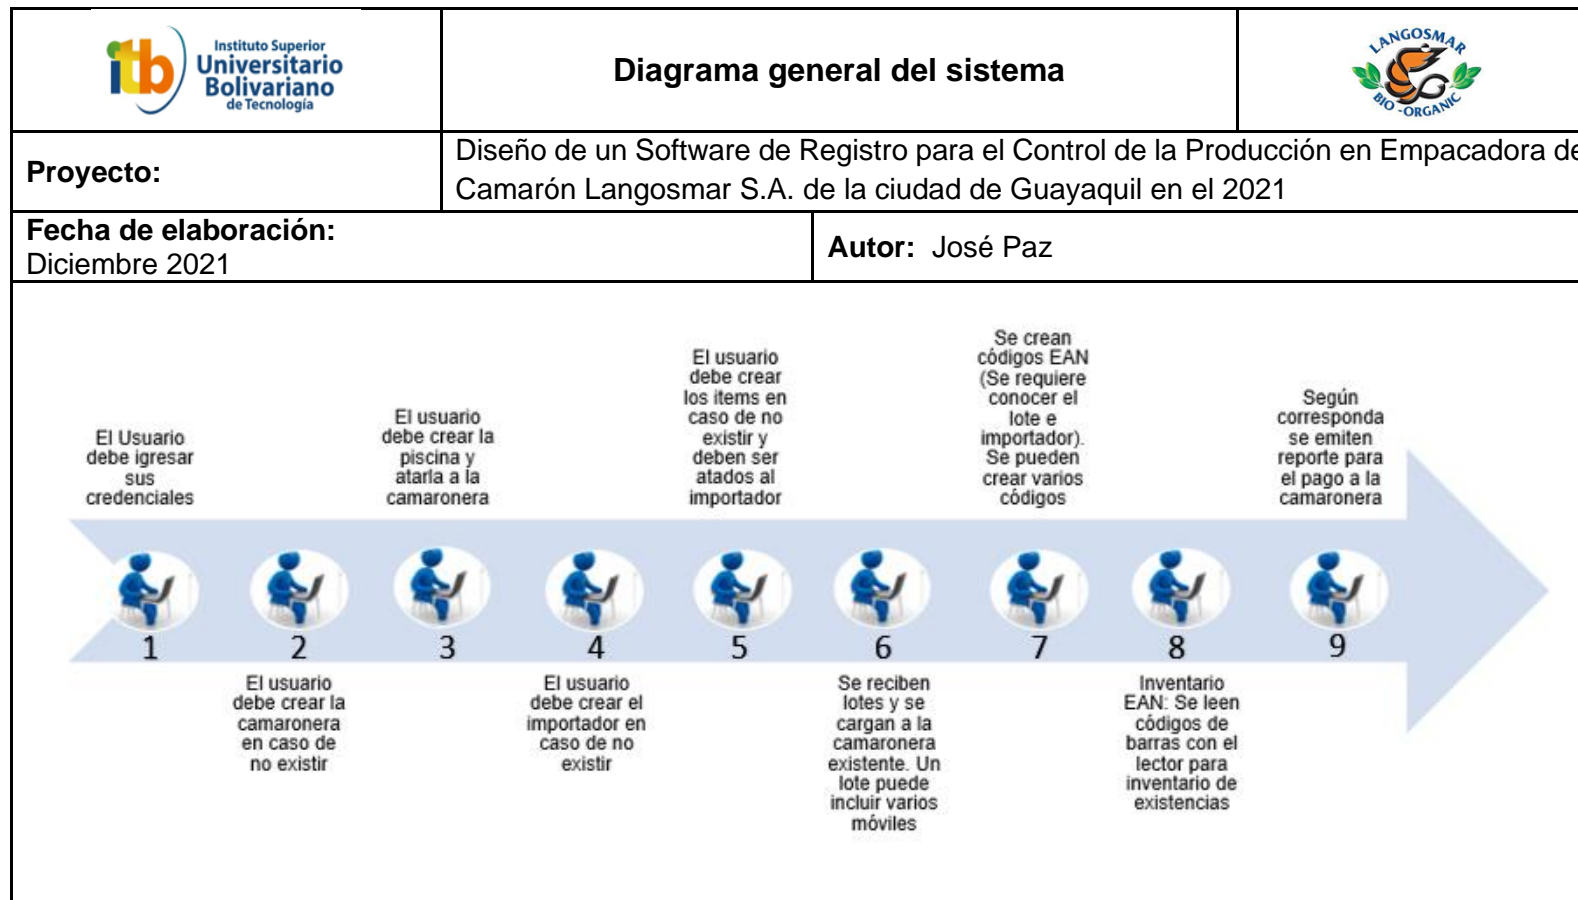 itb
Instituto Superior
Universitario
Bolivariano
de Tecnología
Diagrama general del sistema
LANGOSMAR
BIO-ORGANIC
Proyecto:
Diseño de un Software de Registro para el Control de la Producción en Empacadora de
Camarón Langosmar S.A. de la ciudad de Guayaquil en el 2021
Fecha de elaboración:
Diciembre 2021
Autor: José Paz
El Usuario
debe igresar
sus
credenciales
1
El usuario
debe crear la
camaronera
en caso de
no existir
2
El usuario
debe crear la
piscina y
atarla a la
camaronera
3
El usuario
debe crear el
importador en
caso de no
existir
4
El usuario
debe crear
los items en
caso de no
existir y
deben ser
atados al
importador
5
Se reciben
lotes y se
cargan a la
camaronera
existente. Un
lote puede
incluir varios
móviles
6
Se crean
códigos EAN
(Se requiere
conocer el
lote e
importador).
Se pueden
crear varios
códigos
7
Inventario
EAN: Se leen
códigos de
barras con el
lector para
inventario de
existencias
8
Según
corresponda
se emiten
reporte para
el pago a la
camaronera
9